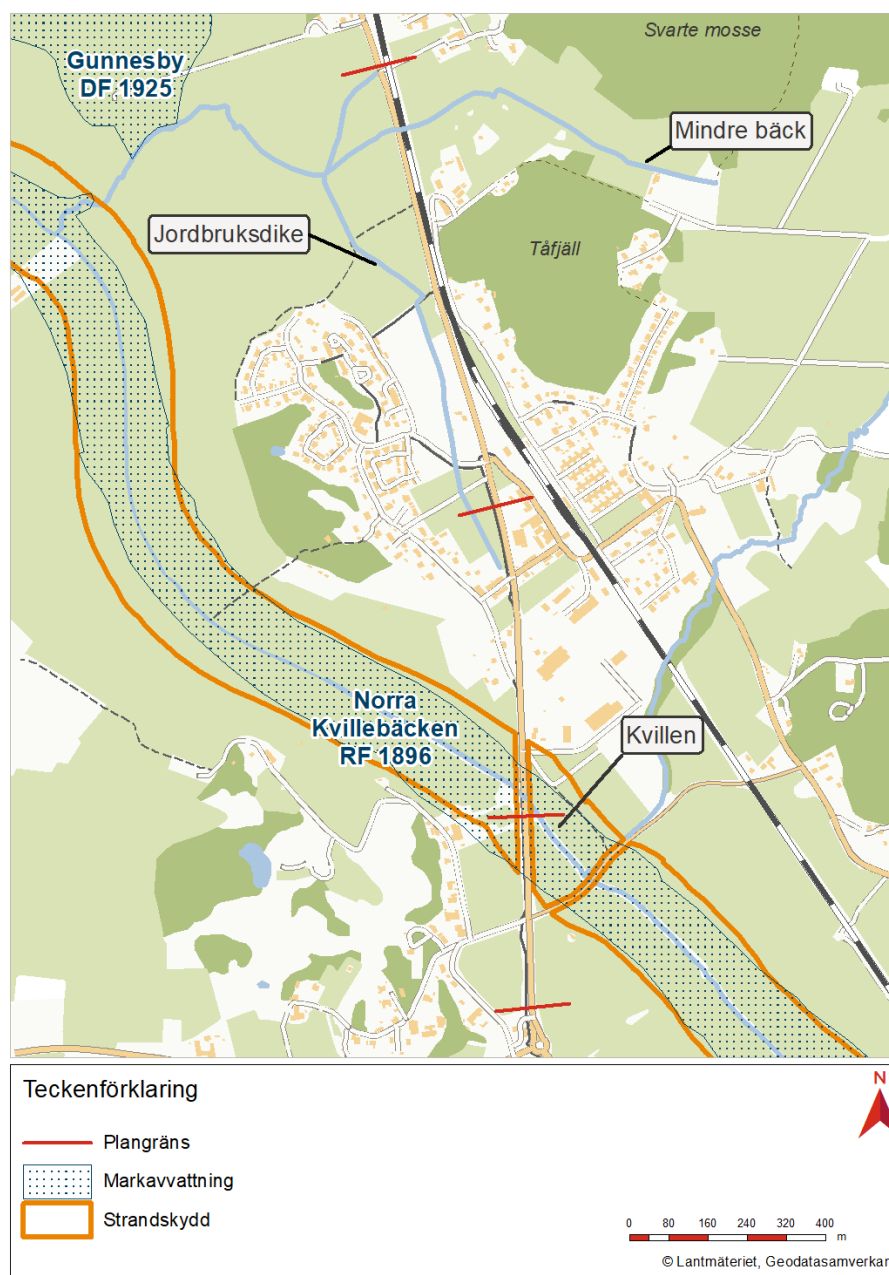 Svarte mosse
Gunnesby
DF 1925
Mindre bäck
Jordbruksdike
Tåfjäll
Norra
Kvillebäcken
RF 1896
Kvillen
Teckenförklaring
N
Plangräns
Markavvattning
Strandskydd
0 80 160 240 320 400
m
© Lantmäteriet, Geodatasamverkan